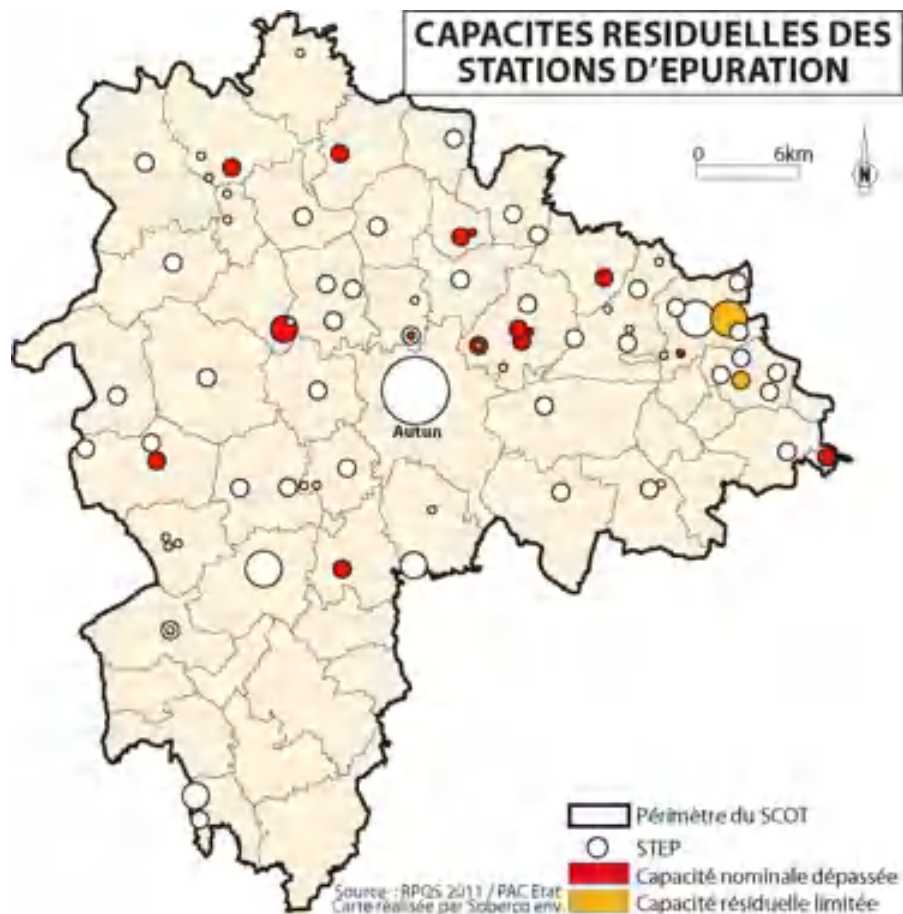 CAPACITES RESIDUELLES DES
STATIONS D'EPURATION
0 6km
N
Autun
Périmètre du SCOT
STEP
Capacité nominale dépassée
Capacité résiduelle limitée
Source : RPQS 2011 / PAC Etat
Carte réalisée par Soberco env.